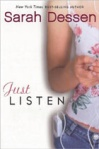 New York Times BESTSELLING AUTHOR
Sarah Dessen
Just
LISTEN